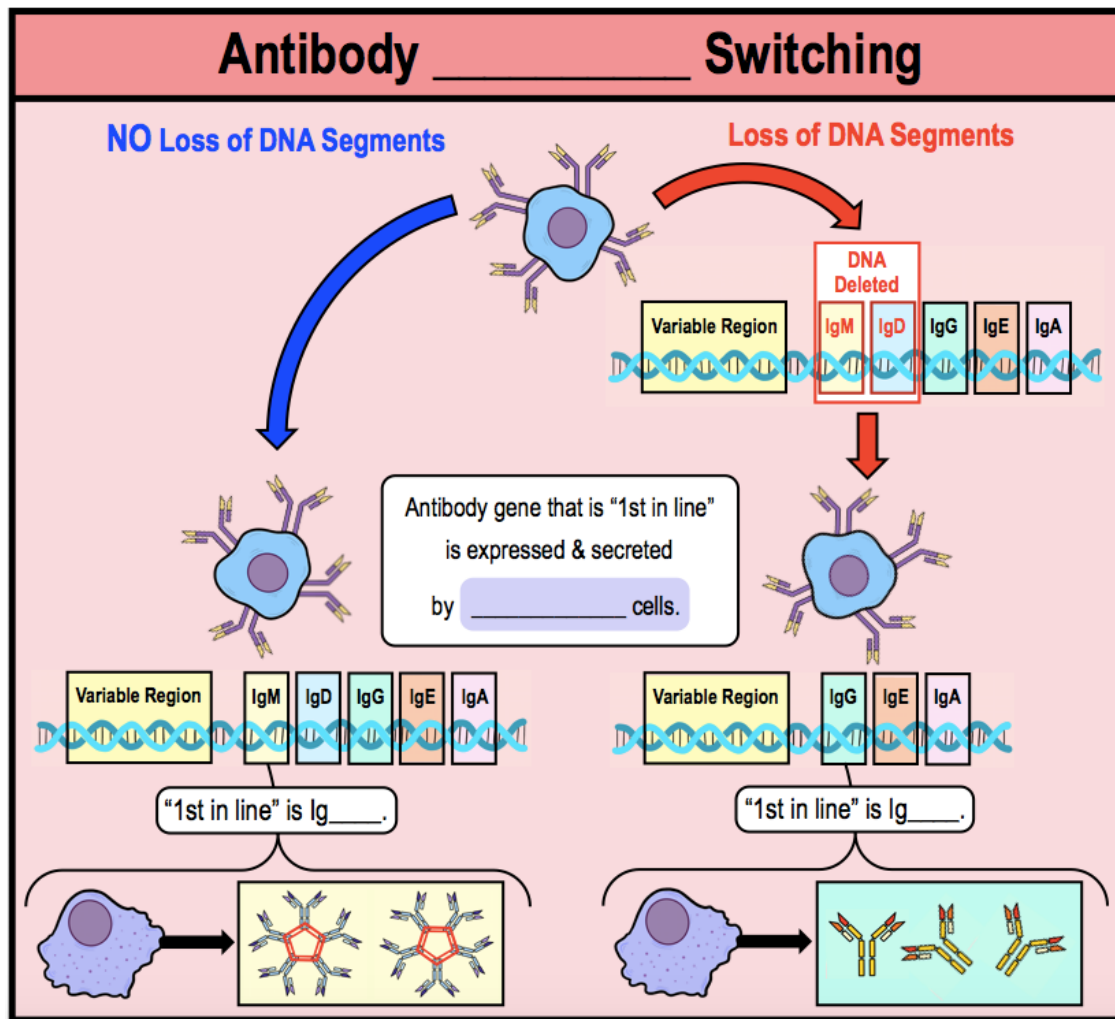 Antibody __________ Switching
NO Loss of DNA Segments
Loss of DNA Segments
DNA
Deleted
Variable Region
IgM
IgD
IgG
IgE
IgA
Antibody gene that is “1st in line”
is expressed & secreted
by ______________ cells.
Variable Region
IgM
IgD
IgG
IgE
IgA
“1st in line” is Ig____.
Variable Region
IgG
IgE
IgA
“1st in line” is Ig____.